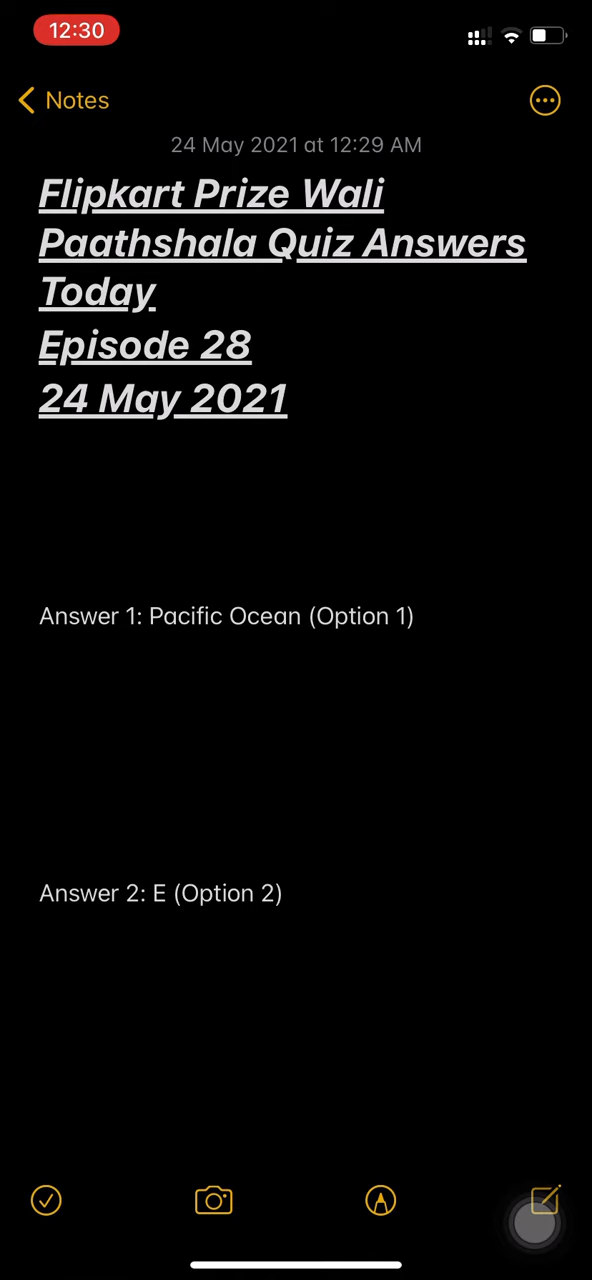 12:30
Notes
24 May 2021 at 12:29 AM
Flipkart Prize Wali
Paathshala Quiz Answers
Today
Episode 28
24 May 2021
Answer 1: Pacific Ocean (Option 1)
Answer 2: E (Option 2)